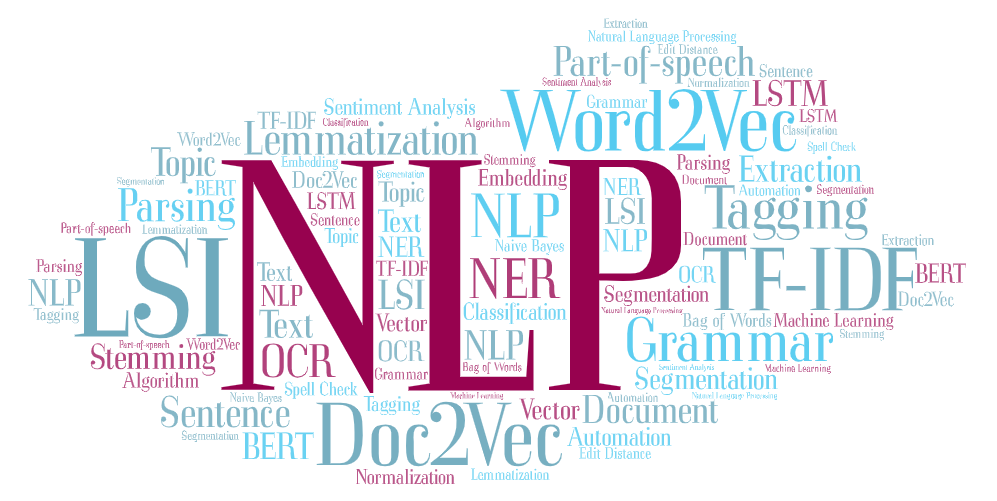 Extraction
Natural Language Processing
Edit Distance
Part-of-speech
Sentence
Sentiment Analysis
Normalization
LSTM
Word2Vec
Grammar
Sentiment Analysis
TF-IDF
Classification
Algorithm
LSTM
Classification
Word2Vec
Lemmatization
Spell Check
Topic
Embedding
Stemming
Parsing
Extraction
Segmentation
BERT
Doc2Vec
Segmentation
Embedding
Document
Automation
Segmentation
NLP
Parsing
LSTM
Topic
NLP
NER
Tagging
Part-of-speech
Lemmatization
Sentence
Text
LSI
Topic
NER
Naive Bayes
NLP
Document
Extraction
LSI
Parsing
Text
TF-IDF
NER
OCR
TF-IDF
BERT
NLP
NLP
LSI
Segmentation
Doc2Vec
Tagging
Text
Vector
Classification
Natural Language Processing
Bag of Words
Machine Learning
Part-of-speech
Word2Vec
OCR
NLP
Grammar
Stemming
Stemming
OCR
Algorithm
Grammar
Bag of Words
Sentiment Analysis
Machine Learning
Spell Check
Segmentation
Naive Bayes
Machine Learning
Automation
Natural Language Processing
Sentence
Tagging
Vector
Document
Segmentation
BERT
Doc2Vec
Automation
Edit Distance
Normalization
Lemmatization